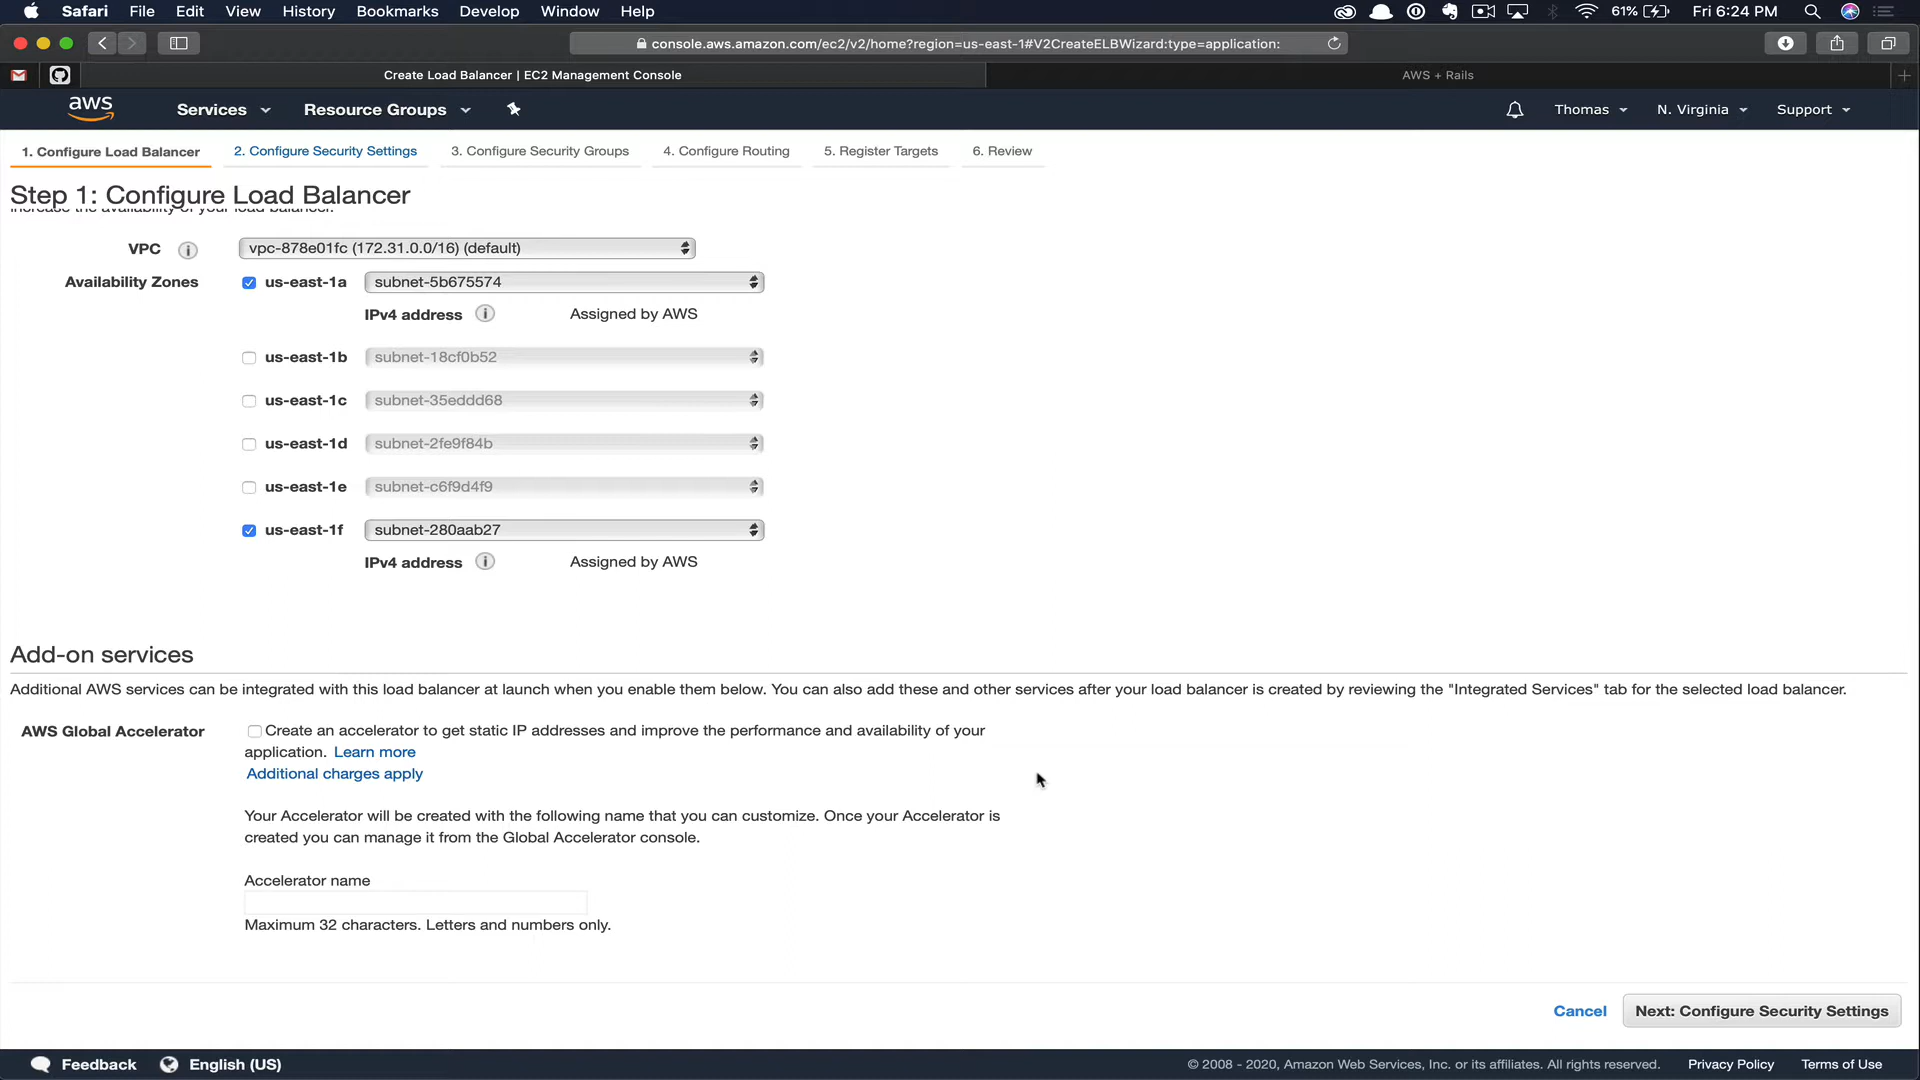 Safari File Edit View History Bookmarks Develop Window Help 61% Fri 6:24 PM
console.aws.amazon.com/ec2/v2/home?region=us-east-1#V2CreateELBWizard:type=application:
Create Load Balancer | EC2 Management Console AWS + Rails
aws Services Resource Groups Thomas N. Virginia Support
1. Configure Load Balancer 2. Configure Security Settings 3. Configure Security Groups 4. Configure Routing 5. Register Targets 6. Review
Step 1: Configure Load Balancer
increase the availability of your load balancer.
VPC i vpc-878e01fc (172.31.0.0/16) (default)
Availability Zones us-east-1a subnet-5b675574
IPv4 address i Assigned by AWS
us-east-1b subnet-18cf0b52
us-east-1c subnet-35eddd68
us-east-1d subnet-2fe9f84b
us-east-1e subnet-c6f9d4f9
us-east-1f subnet-280aab27
IPv4 address i Assigned by AWS
Add-on services
Additional AWS services can be integrated with this load balancer at launch when you enable them below. You can also add these and other services after your load balancer is created by reviewing the "Integrated Services" tab for the selected load balancer.
AWS Global Accelerator Create an accelerator to get static IP addresses and improve the performance and availability of your
application. Learn more
Additional charges apply
Your Accelerator will be created with the following name that you can customize. Once your Accelerator is
created you can manage it from the Global Accelerator console.
Accelerator name
Maximum 32 characters. Letters and numbers only.
Cancel Next: Configure Security Settings
Feedback English (US) © 2008 - 2020, Amazon Web Services, Inc. or its affiliates. All rights reserved. Privacy Policy Terms of Use